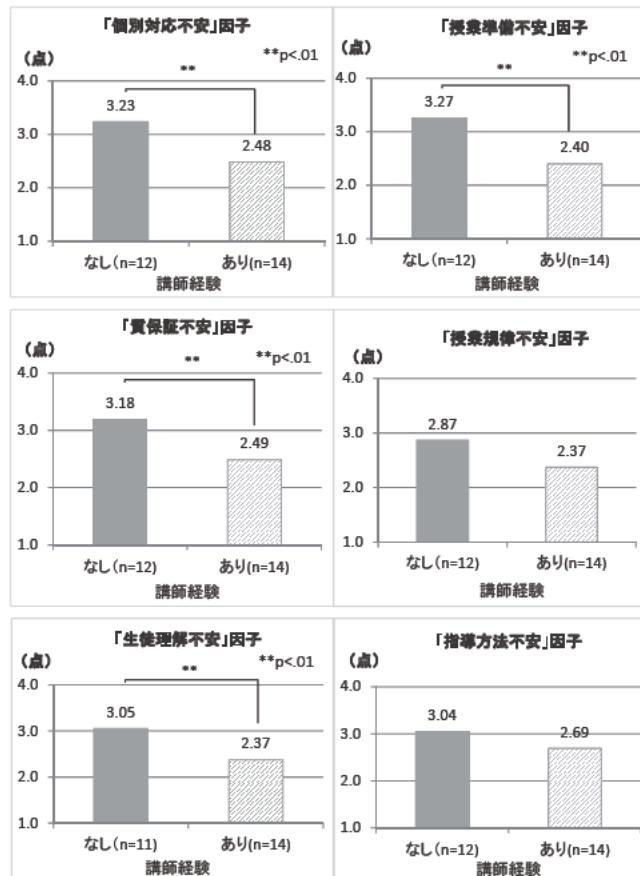 「個別対応不安」因子
(点)
**p<.01
**
4.0
3.23
3.0
2.48
2.0
1.0
なし(n=12)
あり(n=14)
講師経験
「授業準備不安」因子
(点)
**p<.01
**
4.0
3.27
3.0
2.40
2.0
1.0
なし(n=12)
あり(n=14)
講師経験
「質保証不安」因子
(点)
**p<.01
**
4.0
3.18
3.0
2.49
2.0
1.0
なし(n=12)
あり(n=14)
講師経験
「授業規律不安」因子
(点)
4.0
2.87
3.0
2.37
2.0
1.0
なし(n=12)
あり(n=14)
講師経験
「生徒理解不安」因子
(点)
**p<.01
**
4.0
3.05
3.0
2.37
2.0
1.0
なし(n=11)
あり(n=14)
講師経験
「指導方法不安」因子
(点)
4.0
3.04
3.0
2.69
2.0
1.0
なし(n=12)
あり(n=14)
講師経験